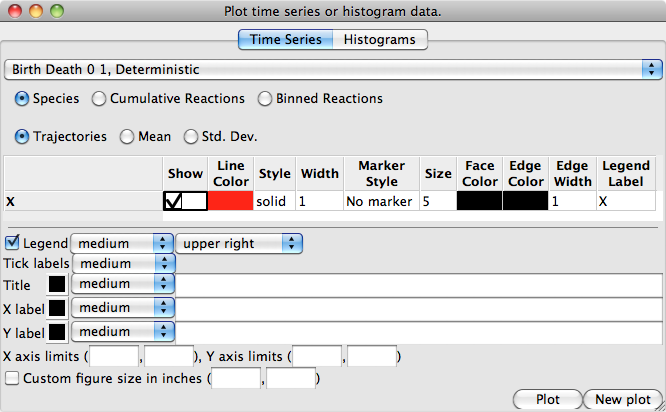 Plot time series or histogram data.
Time Series Histograms
Birth Death 0 1, Deterministic
Species Cumulative Reactions Binned Reactions
Trajectories Mean Std. Dev.
Show Line Color Style Width Marker Style Size Face Color Edge Color Edge Width Legend Label
X solid 1 No marker 5 1 X
Legend medium upper right
Tick labels medium
Title medium
X label medium
Y label medium
X axis limits ( , ), Y axis limits ( , )
Custom figure size in inches ( , )
Plot New plot